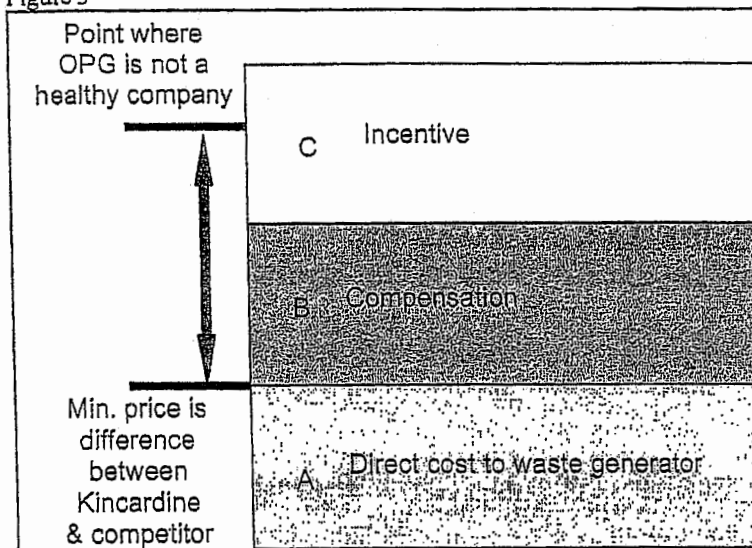 Figure 3
Point where
OPG is not a
healthy company
C Incentive
B Compensation
Min. price is
difference
between
Kincardine
& competitor
A Direct cost to waste generator